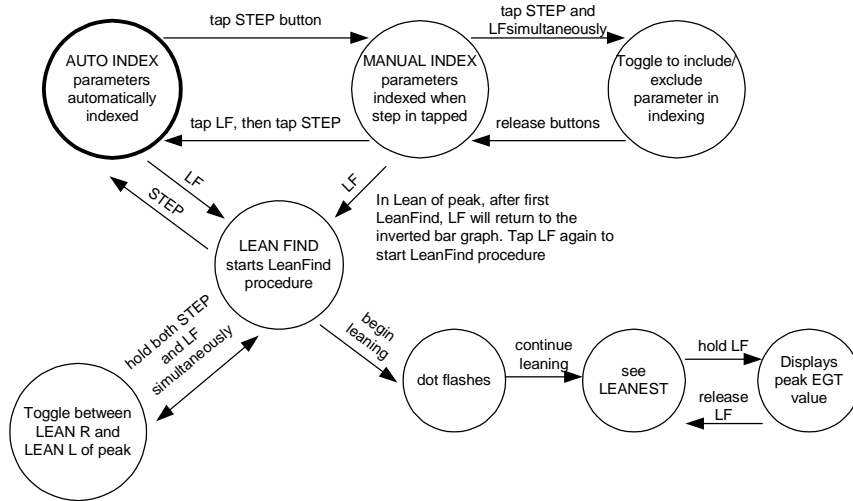 tap STEP button
tap STEP and
LFsimultaneously
AUTO INDEX
parameters
automatically
indexed
MANUAL INDEX
parameters
indexed when
step in tapped
Toggle to include/
exclude
parameter in
indexing
tap LF, then tap STEP
release buttons
LF
STEP
LF
In Lean of peak, after first
LeanFind, LF will return to the
inverted bar graph. Tap LF again to
start LeanFind procedure
LEAN FIND
starts LeanFind
procedure
hold both STEP
and LF
simultaneously
begin
leaning
Toggle between
LEAN R and
LEAN L of peak
dot flashes
continue
leaning
see
LEANEST
hold LF
release
LF
Displays
peak EGT
value